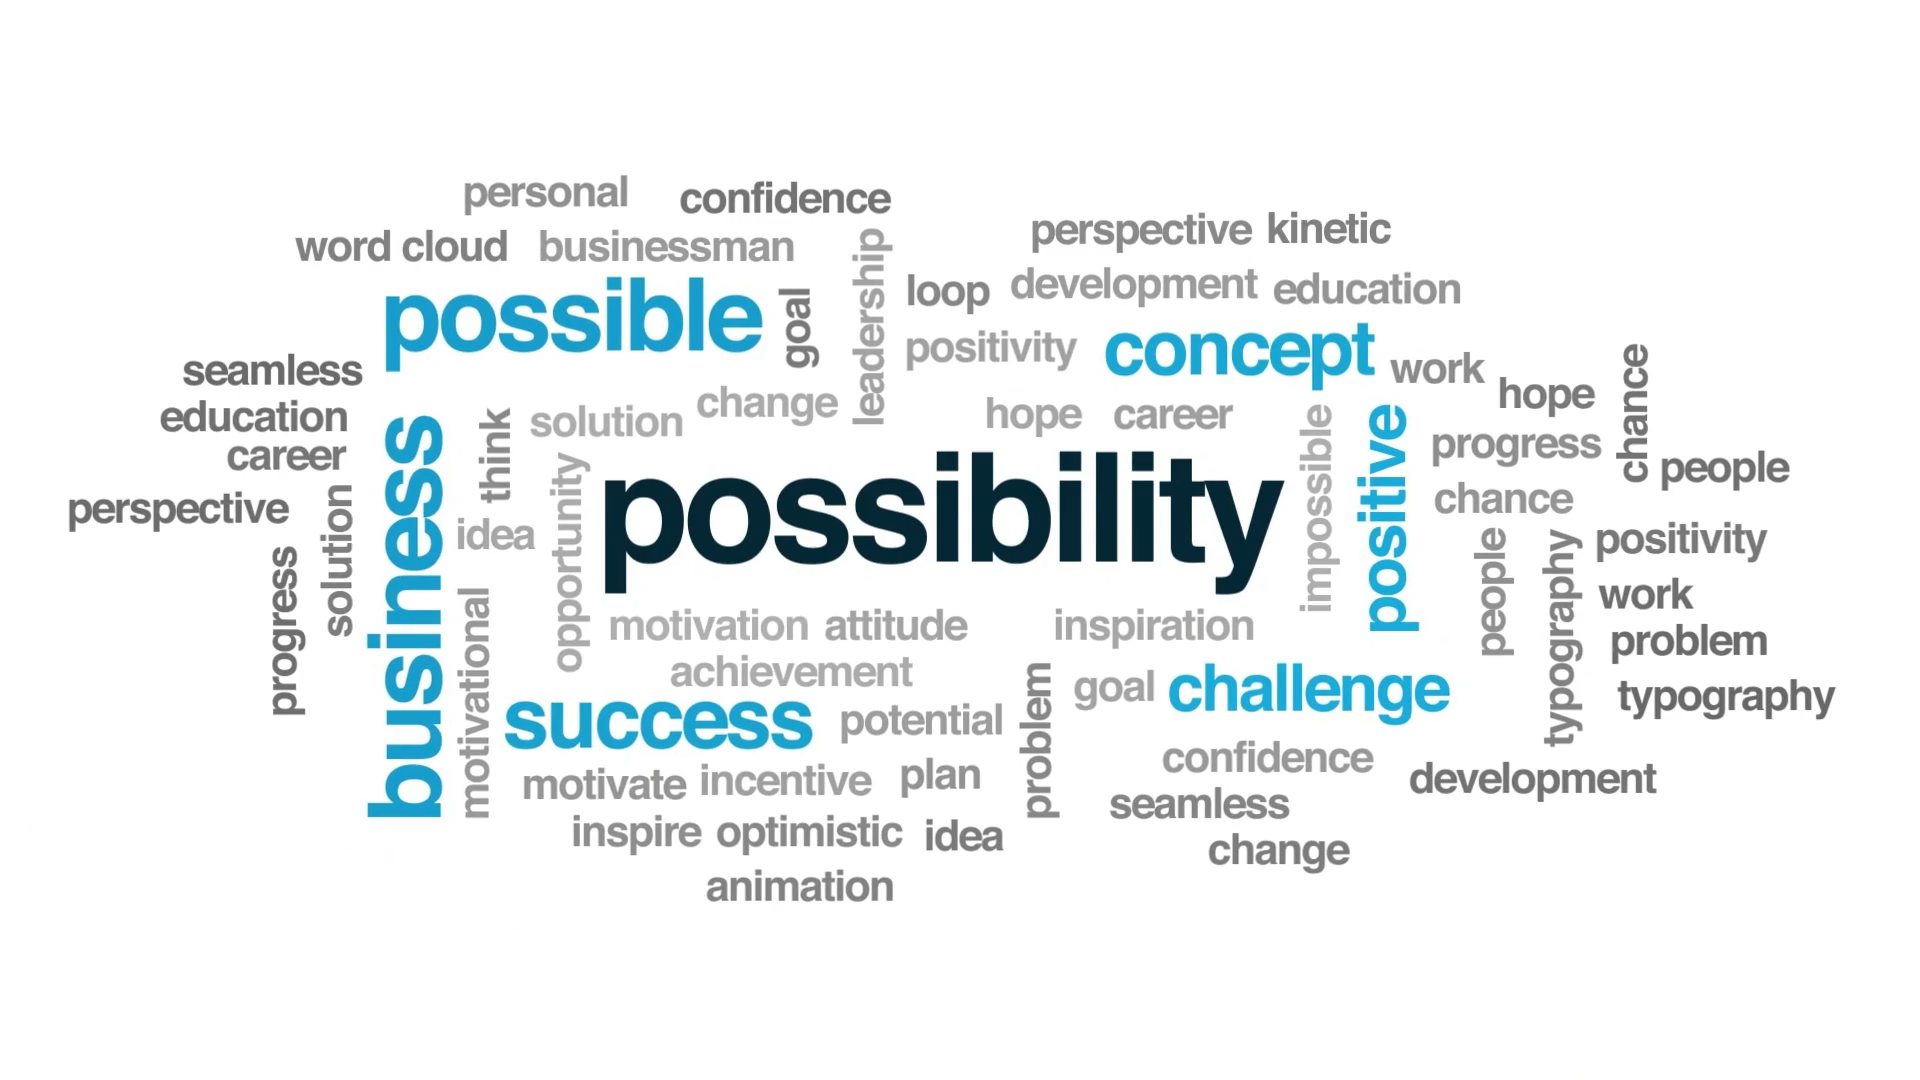 personal
confidence
perspective kinetic
word cloud businessman
leadership
loop development education
possible
goal
positivity
concept
work
hope
chance
seamless
education
career
perspective
solution
progress
business
think
solution
change
hope career
impossible
positive
progress
people
chance
idea
opportunity
possibility
people
typography
positivity
work
problem
typography
motivational
motivation attitude
inspiration
achievement
success
potential
problem
goal
challenge
motivate incentive plan
confidence
development
seamless
inspire optimistic idea
change
animation